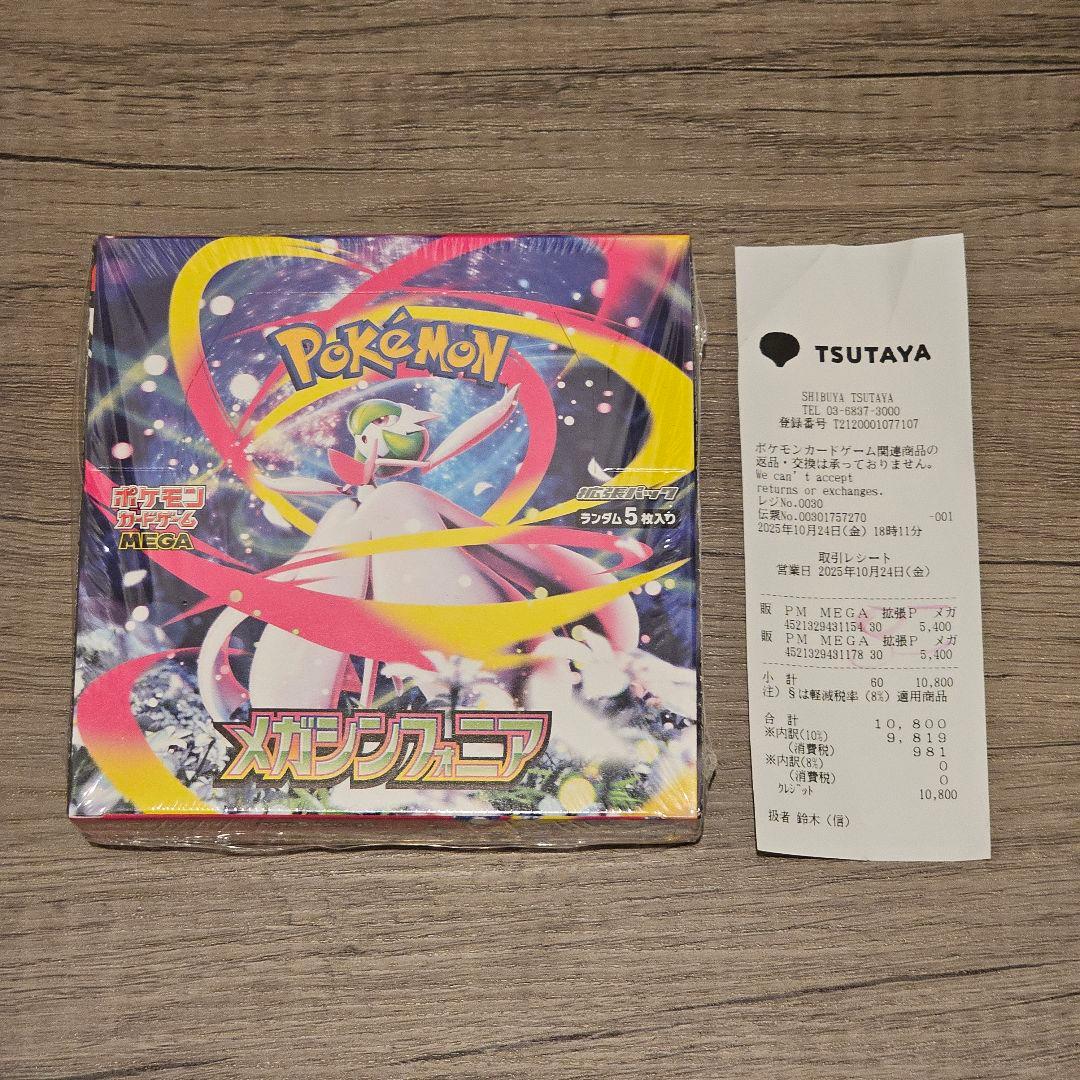 POKéMON
ポケモン
カードゲーム
MEGA
拡張パック
ランダム5枚入り
メガシンフォニア
TSUTAYA
SHIBUYA TSUTAYA
TEL 03-6837-3000
登録番号 T2120001077107
ポケモンカードゲーム関連商品の
返品・交換は承っておりません。
We can't accept
returns or exchanges.
レジNo.0030
伝票No.00301757270 -001
2025年10月24日(金) 18時11分
取引レシート
営業日 2025年10月24日(金)
販 PM MEGA 拡張P メガ
4521329431154 30 5,400
販 PM MEGA 拡張P メガ
4521329431178 30 5,400
小 計 60 10,800
注) §は軽減税率(8%) 適用商品
合 計 10,800
※内訳(10%) 9,819
(消費税) 981
※内訳(8%) 0
(消費税) 0
クレジット 10,800
扱者 鈴木(信)